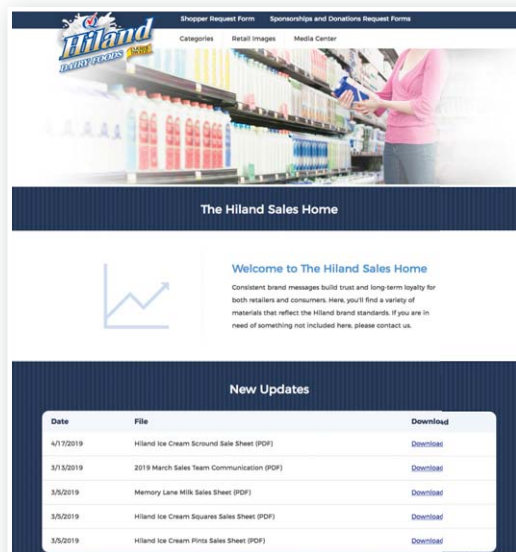 Shopper Request Form Sponsorships and Donations Request Forms
Hiland
DAIRY FOODS
Categories Retail Images Media Center
The Hiland Sales Home
Welcome to The Hiland Sales Home
Consistent brand messages build trust and long-term loyalty for
both retailers and consumers. Here, you'll find a variety of
materials that reflect the Hiland brand standards. If you are in
need of something not included here, please contact us.
New Updates
Date File Download
4/17/2019 Hiland Ice Cream Scround Sale Sheet (PDF) Download
3/13/2019 2019 March Sales Team Communication (PDF) Download
3/5/2019 Memory Lane Milk Sales Sheet (PDF) Download
3/5/2019 Hiland Ice Cream Squares Sales Sheet (PDF) Download
3/5/2019 Hiland Ice Cream Pints Sales Sheet (PDF) Download